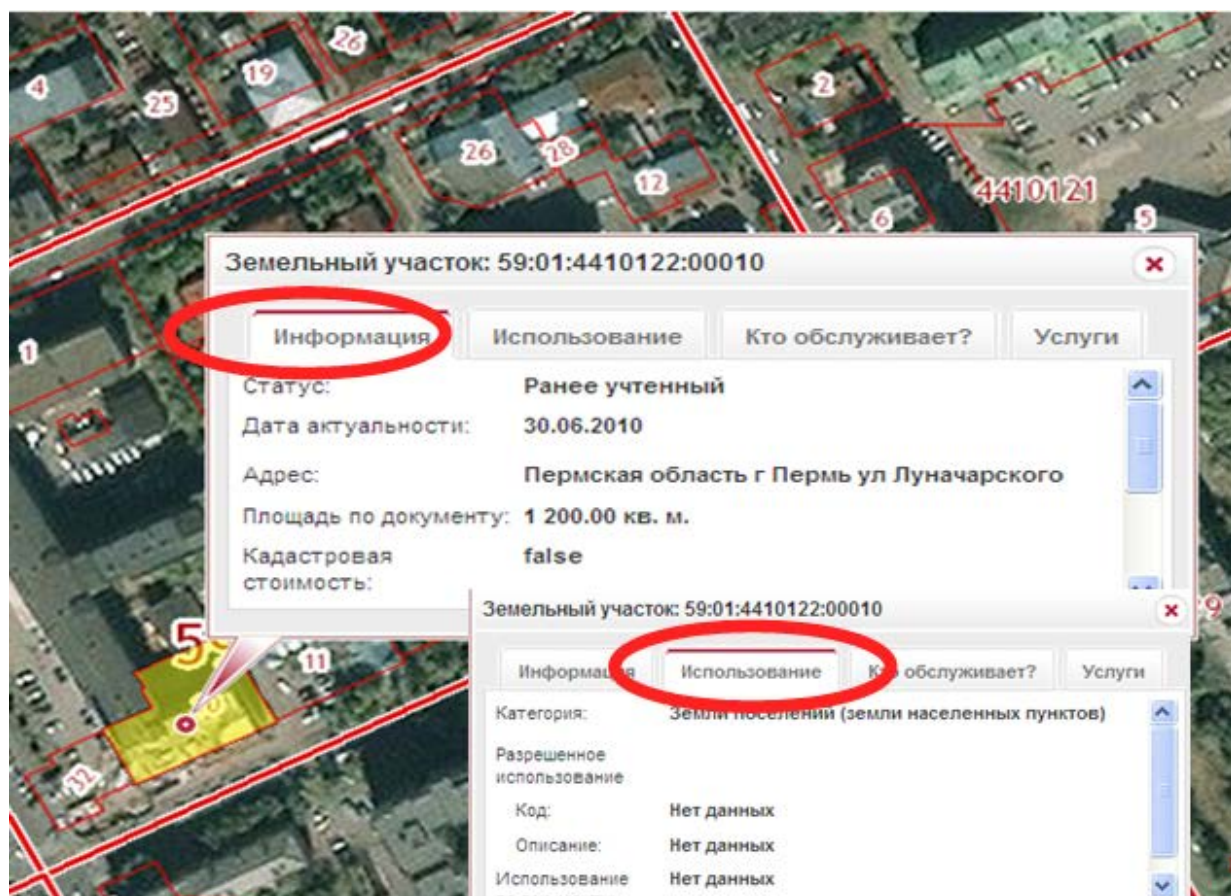 26
4
19
25
2
26
28
12
4410121
6
5
Земельный участок: 59:01:4410122:00010
1
Информация Использование Кто обслуживает? Услуги
Статус: Ранее учтенный
Дата актуальности: 30.06.2010
Адрес: Пермская область г Пермь ул Луначарского
Площадь по документу: 1 200.00 кв. м.
Кадастровая
стоимость: false
Земельный участок: 59:01:4410122:00010
:9
5
11
Информация Использование Кто обслуживает? Услуги
Категория: Земли поселений (земли населенных пунктов)
Разрешенное
использование
32
Код: Нет данных
Описание: Нет данных
Использование Нет данных